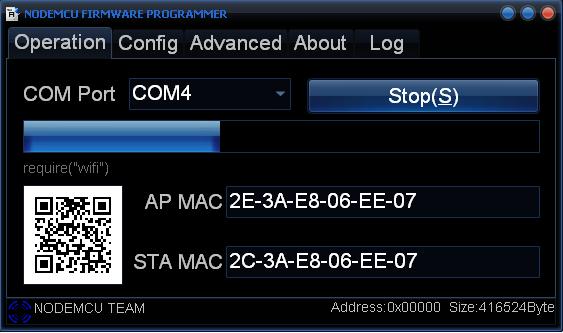 NODEMCU FIRMWARE PROGRAMMER
Operation Config Advanced About Log
COM Port COM4 Stop(S)
require("wifi")
AP MAC 2E-3A-E8-06-EE-07
STA MAC 2C-3A-E8-06-EE-07
NODEMCU TEAM Address:0x00000 Size:416524Byte